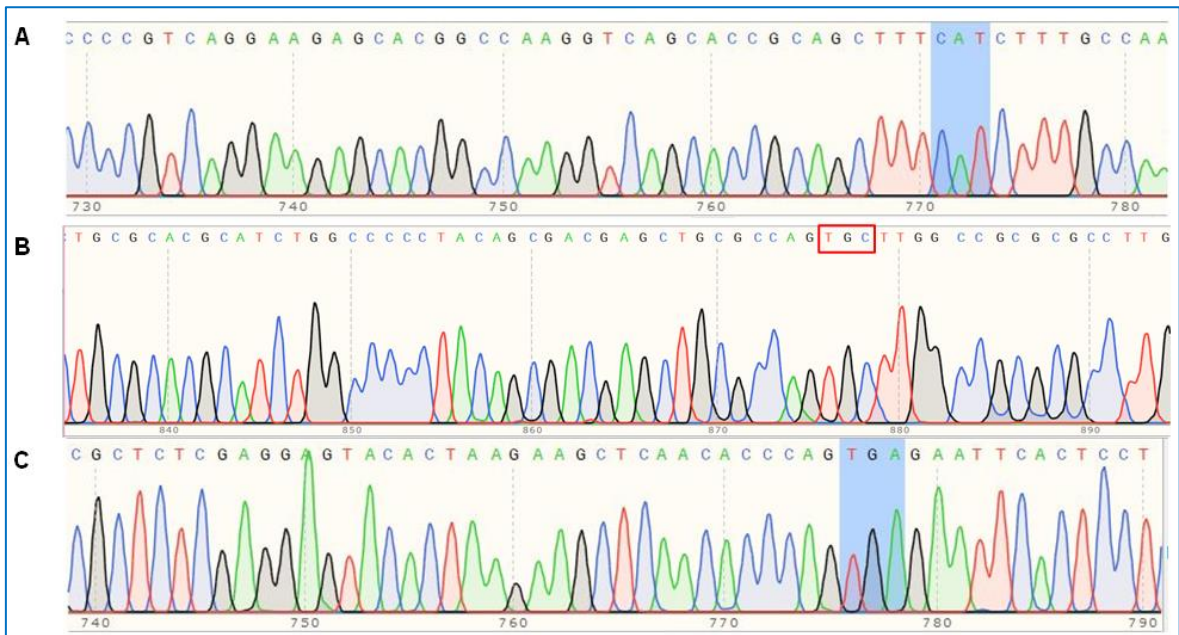 A
C C C C G T C A G G A A G A G C A C G G C C A A G G T C A G C A C C G C A G C T T T C A T C T T T G C C A A
730 740 750 760 770 780
B
T G C G C A C G C A T C T G G C C C C C T A C A G C G A C G A G C T G C G C C A G T G C T T G G C C G C G C G C C T T G
840 850 860 870 880 890
C
C G C T C T C G A G G A G T A C A C T A A G A A G C T C A A C A C C C A G T G A G A A T T C A C T C C T
740 750 760 770 780 790